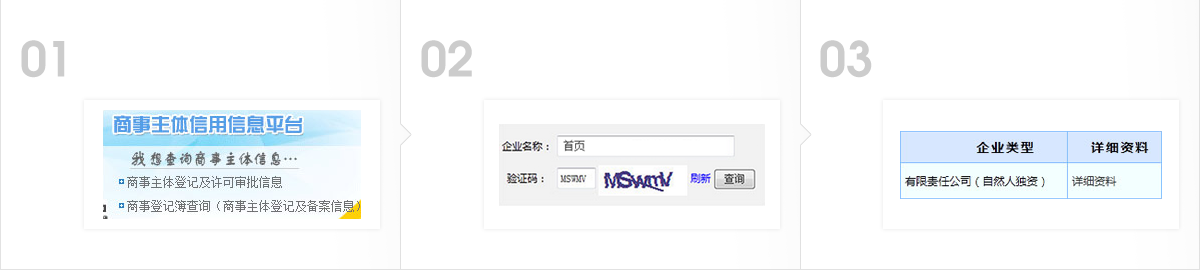 01
商事主体信用信息平台
我想查询商事主体信息…
商事主体登记及许可审批信息
商事登记簿查询（商事主体登记及备案信息）
02
企业名称： 首页
验证码： MSWMV MSWmV 刷新 查询
03
企业类型 详细资料
有限责任公司（自然人独资） 详细资料